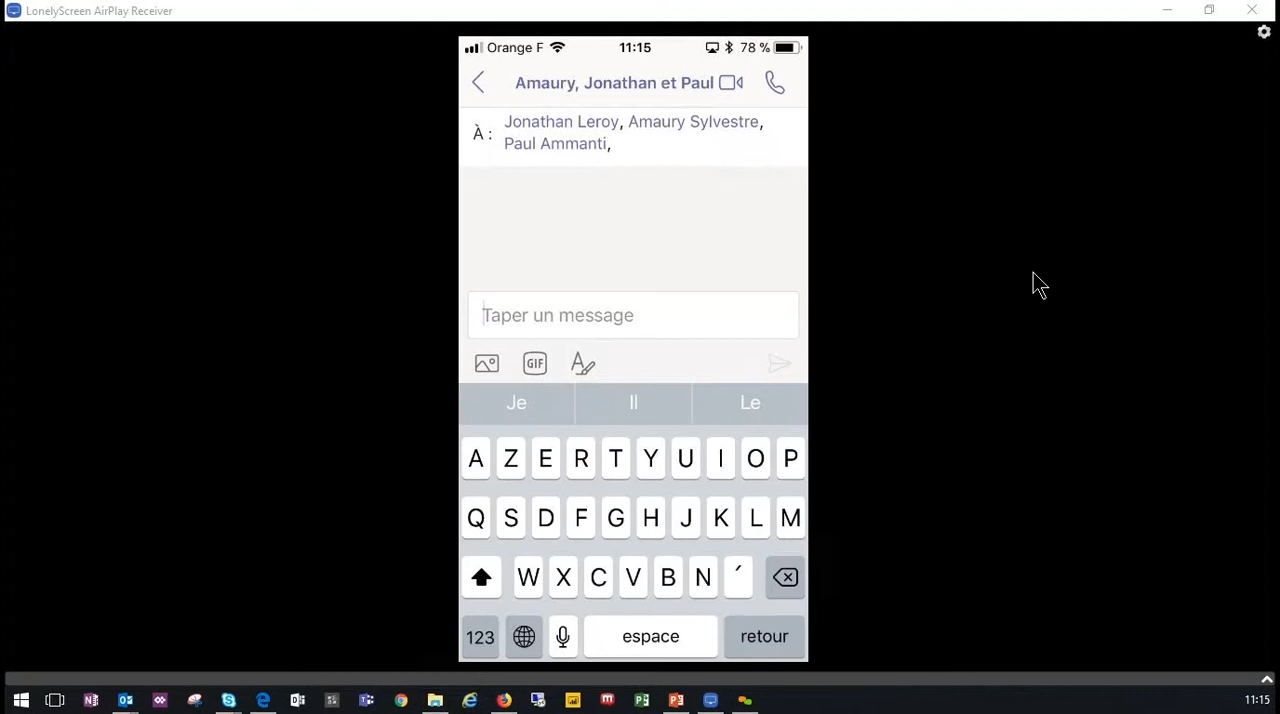 LonelyScreen AirPlay Receiver
Orange F 11:15 78 %
Amaury, Jonathan et Paul
À : Jonathan Leroy, Amaury Sylvestre,
Paul Ammanti,
Taper un message
GIF
Je Il Le
A Z E R T Y U I O P
Q S D F G H J K L M
W X C V B N ´
123 espace retour
11:15